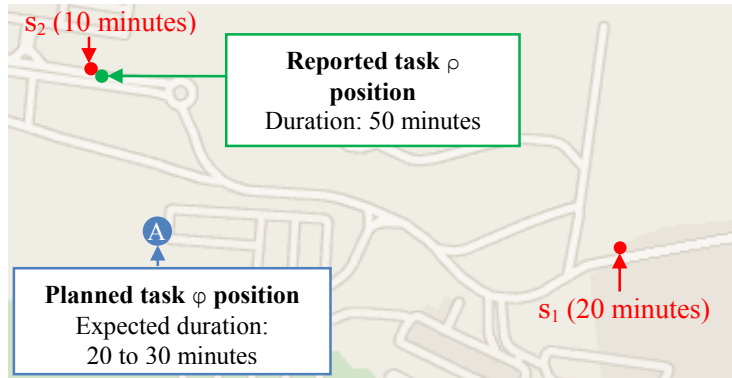 s₂ (10 minutes)
Reported task ρ
position
Duration: 50 minutes
A
Planned task φ position
Expected duration:
20 to 30 minutes
s₁ (20 minutes)